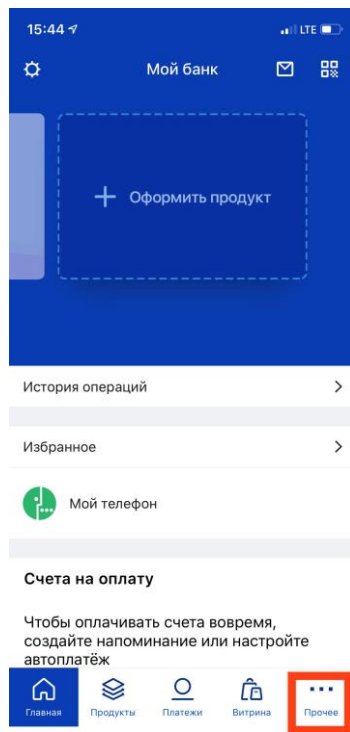 15:44
LTE
Мой банк
Оформить продукт
История операций
Избранное
Мой телефон
Счета на оплату
Чтобы оплачивать счета вовремя,
создайте напоминание или настройте
автоплатёж
Главная Продукты Платежи Витрина Прочее